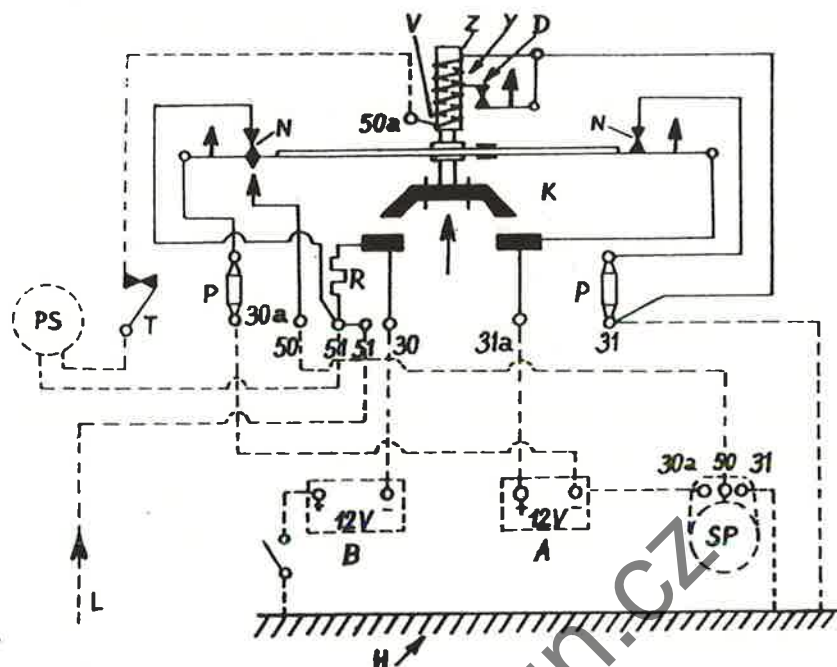 V Z Y D
50a
N N
K
R
P P
30a
PS
T
50 51 51 30 31a 31
30a 50 31
+ - + -
12V 12V
B A
SP
L
H